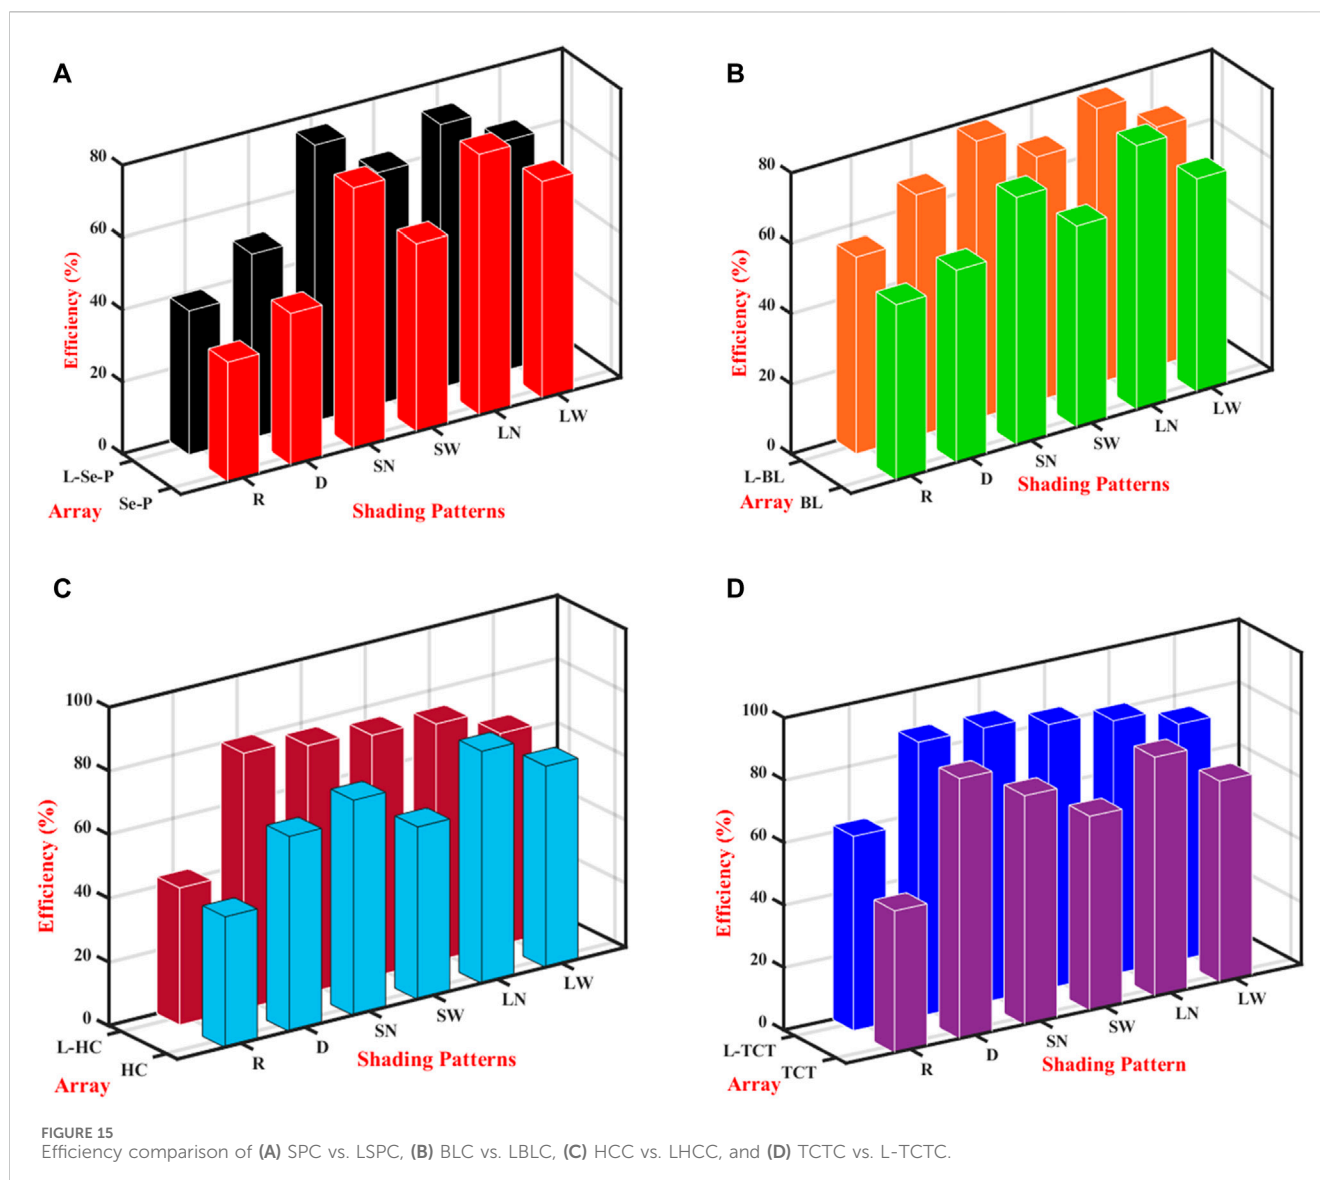 A
80
60
40
20
0
Efficiency (%)
L-Se-P
Se-P
Array
R
D
SN
SW
LN
LW
Shading Patterns
B
80
60
40
20
0
Efficiency (%)
L-BL
BL
Array
R
D
SN
SW
LN
LW
Shading Patterns
C
100
80
60
40
20
0
Efficiency (%)
L-HC
HC
Array
R
D
SN
SW
LN
LW
Shading Patterns
D
100
80
60
40
20
0
Efficiency (%)
L-TCT
TCT
Array
R
D
SN
SW
LN
LW
Shading Pattern
FIGURE 15
Efficiency comparison of (A) SPC vs. LSPC, (B) BLC vs. LBLC, (C) HCC vs. LHCC, and (D) TCTC vs. L-TCTC.